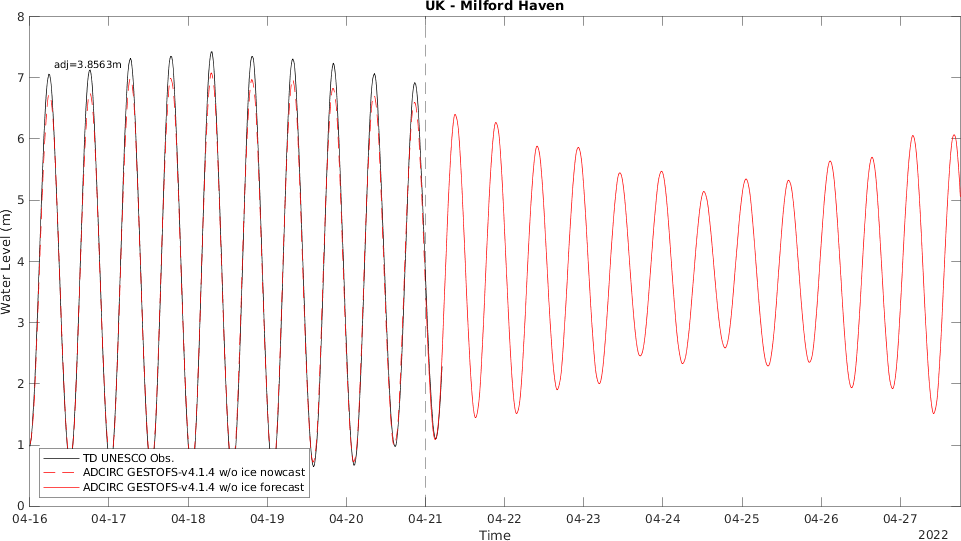 UK - Milford Haven
8
adj=3.8563m
7
6
5
4
3
2
1
0
Water Level (m)
TD UNESCO Obs.
ADCIRC GESTOFS-v4.1.4 w/o ice nowcast
ADCIRC GESTOFS-v4.1.4 w/o ice forecast
04-16 04-17 04-18 04-19 04-20 04-21 04-22 04-23 04-24 04-25 04-26 04-27
Time
2022